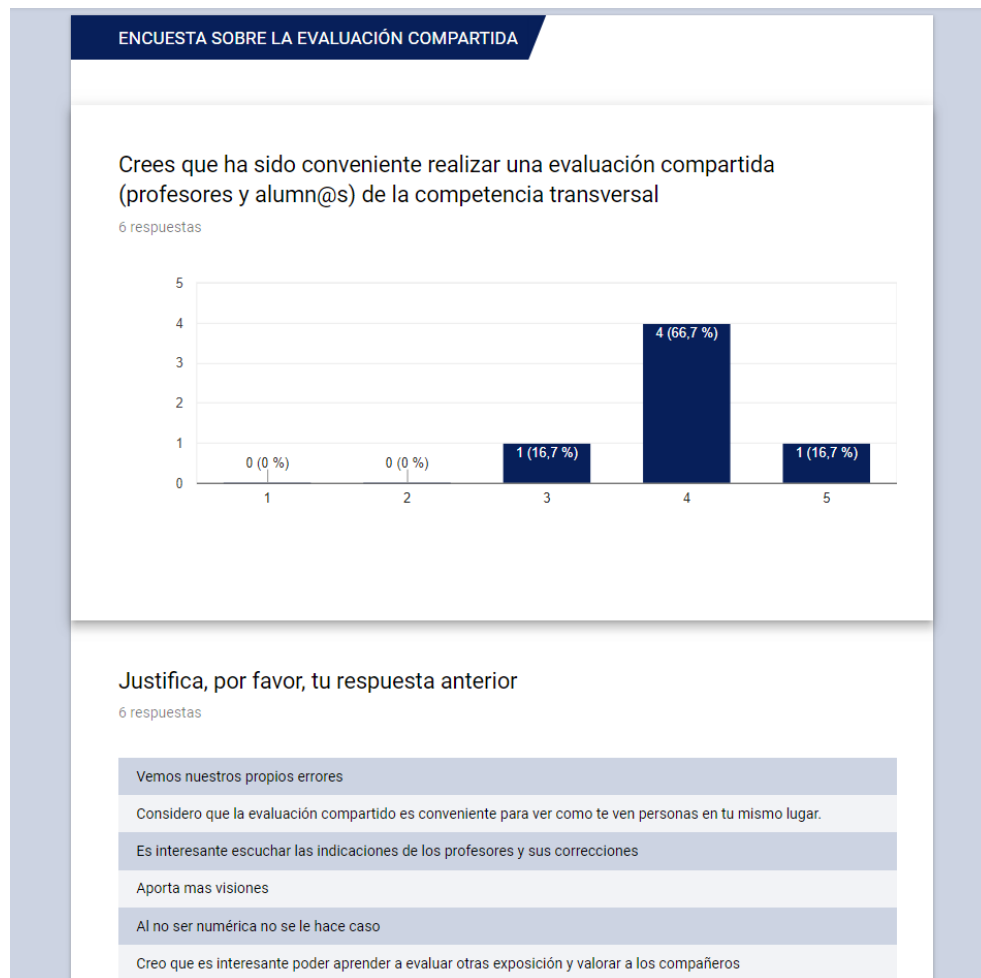 ENCUESTA SOBRE LA EVALUACIÓN COMPARTIDA
Crees que ha sido conveniente realizar una evaluación compartida
(profesores y alumn@s) de la competencia transversal
6 respuestas
5
4
3
2
1
0
0 (0 %)
0 (0 %)
1 (16,7 %)
4 (66,7 %)
1 (16,7 %)
1
2
3
4
5
Justifica, por favor, tu respuesta anterior
6 respuestas
Vemos nuestros propios errores
Considero que la evaluación compartido es conveniente para ver como te ven personas en tu mismo lugar.
Es interesante escuchar las indicaciones de los profesores y sus correcciones
Aporta mas visiones
Al no ser numérica no se le hace caso
Creo que es interesante poder aprender a evaluar otras exposición y valorar a los compañeros